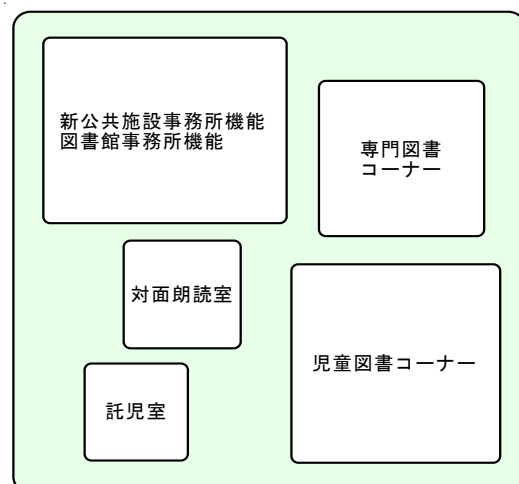 新公共施設事務所機能
図書館事務所機能
専門図書
コーナー
対面朗読室
児童図書コーナー
託児室